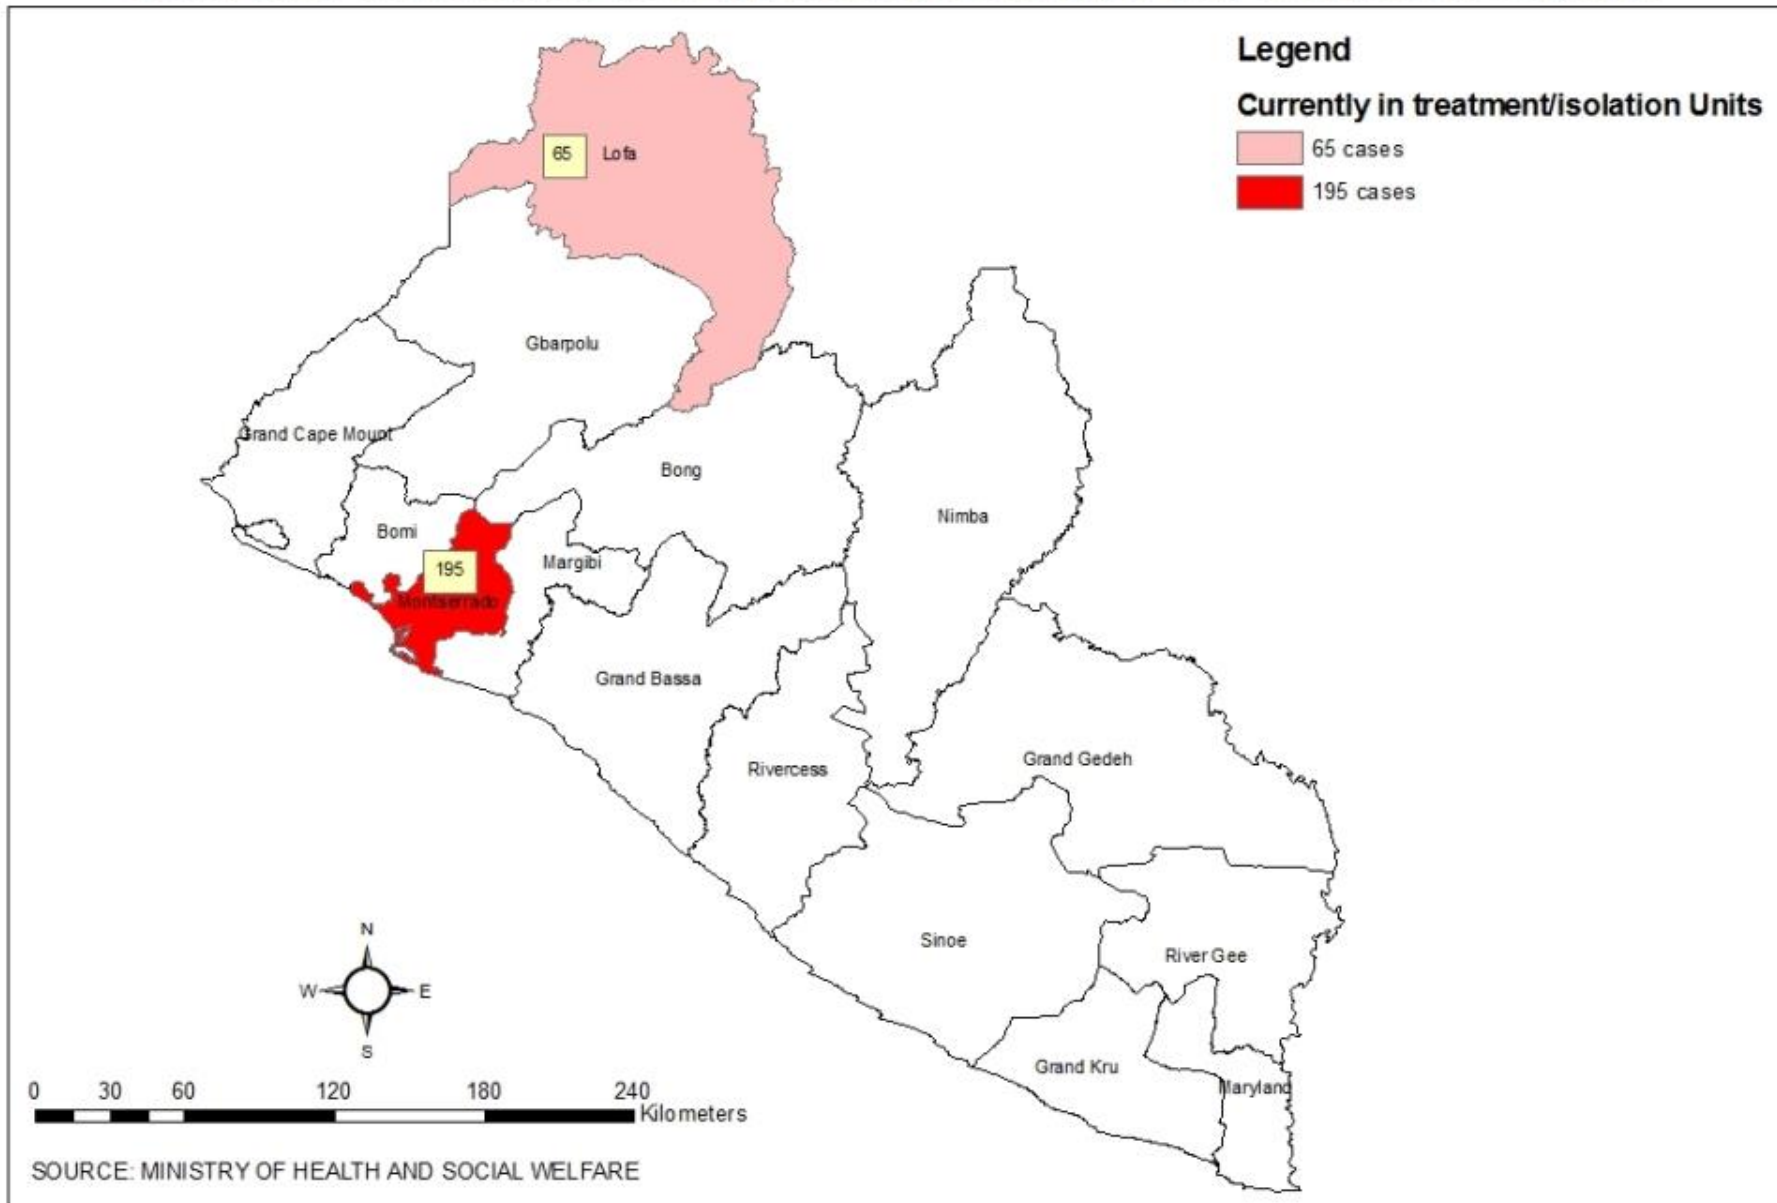 Legend
Currently in treatment/isolation Units
65 cases
195 cases
65 Lofa
Gbarpolu
Grand Cape Mount
Bong
Nimba
Bomi
Margibi
195
Montserrado
Grand Bassa
Rivercess
Grand Gedeh
Sinoe
River Gee
Grand Kru
Maryland
N
W E
S
0 30 60 120 180 240
Kilometers
SOURCE: MINISTRY OF HEALTH AND SOCIAL WELFARE